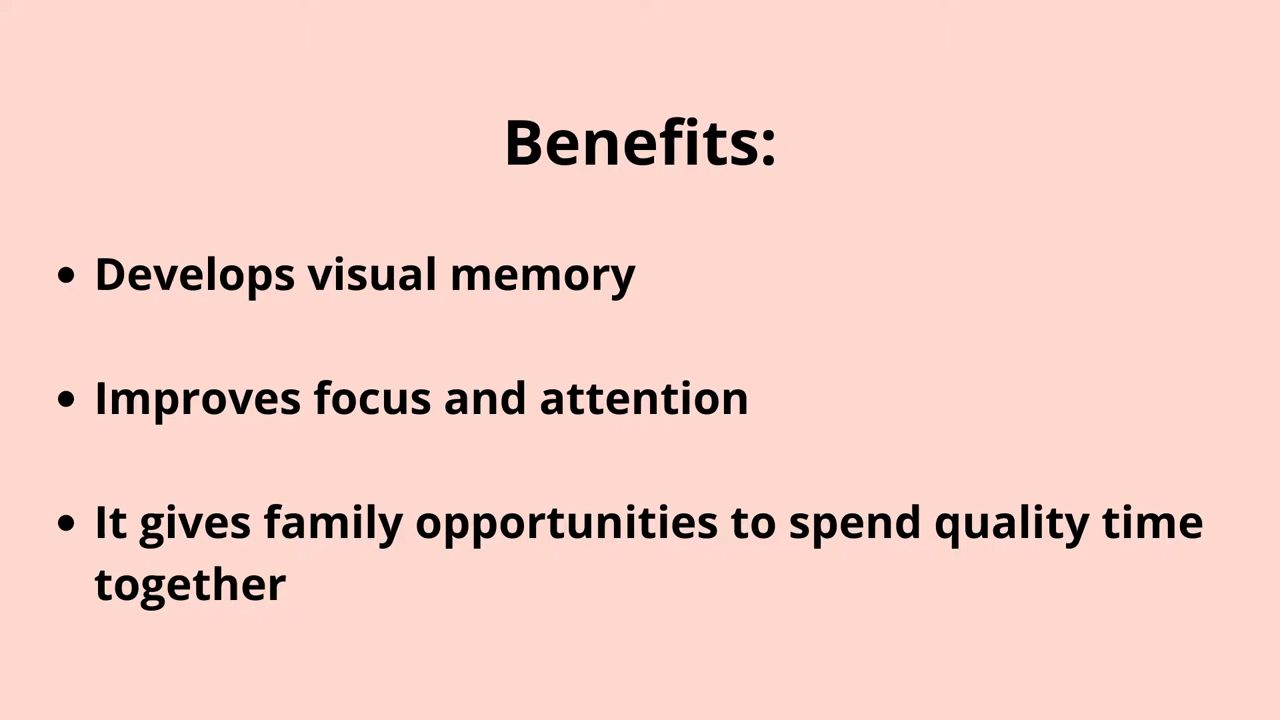 Benefits:
• Develops visual memory
• Improves focus and attention
• It gives family opportunities to spend quality time
together